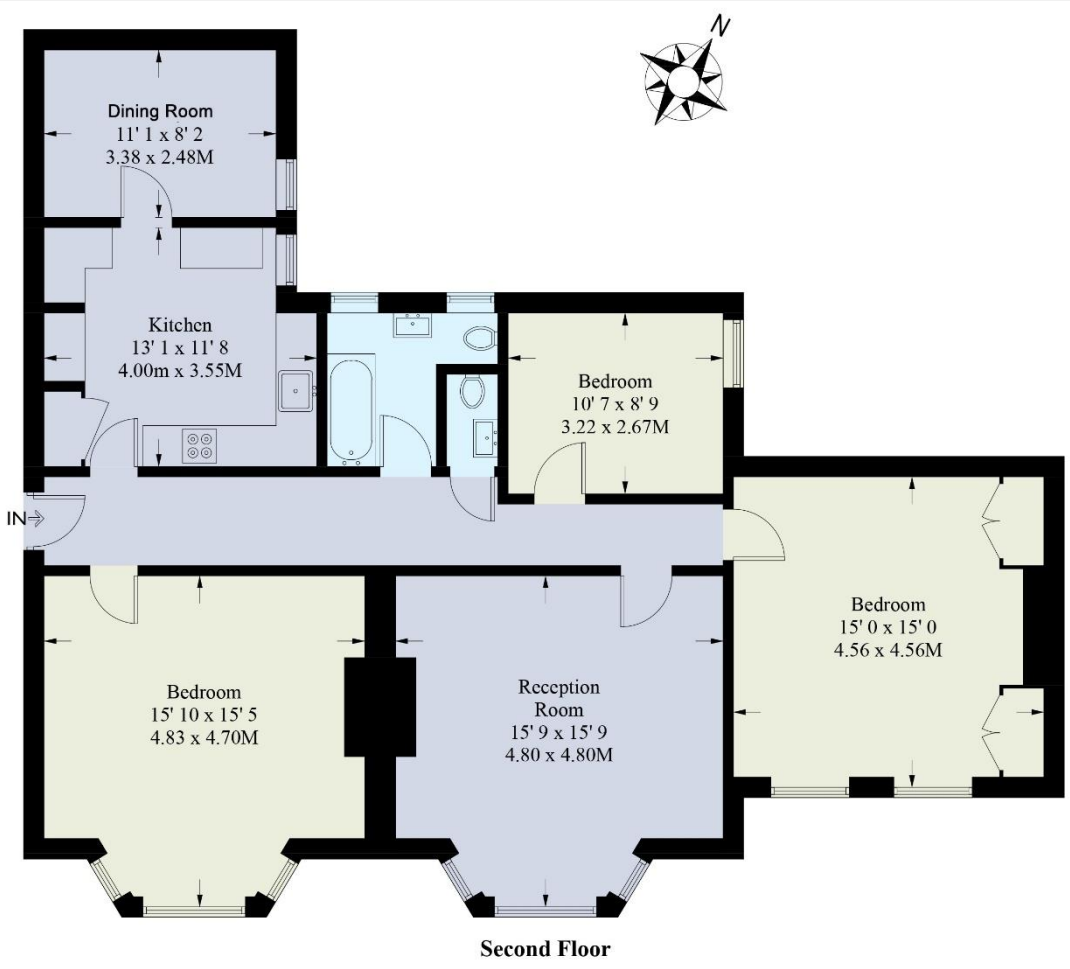 N
Dining Room
11' 1 x 8' 2
3.38 x 2.48M
Kitchen
13' 1 x 11' 8
4.00m x 3.55M
Bedroom
10' 7 x 8' 9
3.22 x 2.67M
IN
Bedroom
15' 0 x 15' 0
4.56 x 4.56M
Bedroom
15' 10 x 15' 5
4.83 x 4.70M
Reception
Room
15' 9 x 15' 9
4.80 x 4.80M
Second Floor